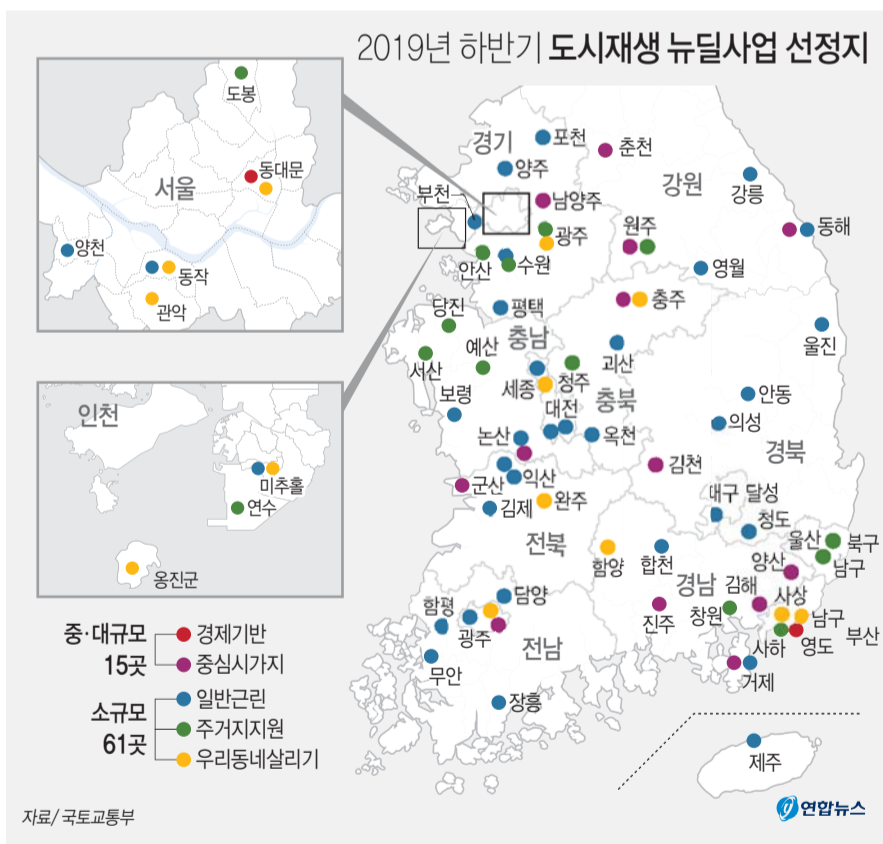 2019년 하반기 도시재생 뉴딜사업 선정지
도봉
동대문
서울
양천
동작
관악
인천
미추홀
연수
옹진군
경기
포천
춘천
양주
강원
강릉
부천
남양주
광주
원주
동해
안산
수원
영월
당진
평택
충주
충남
울진
예산
괴산
서산
세종
청주
보령
대전
충북
안동
논산
옥천
의성
경북
김천
군산
익산
대구 달성
김제
완주
청도
전북
울산
북구
함양
합천
양산
남구
경남
김해
담양
사상
함평
진주
창원
남구
광주
전남
사하
영도
부산
무안
거제
장흥
제주
중·대규모
15곳
경제기반
중심시가지
소규모
61곳
일반근린
주거지지원
우리동네살리기
자료/ 국토교통부
연합뉴스